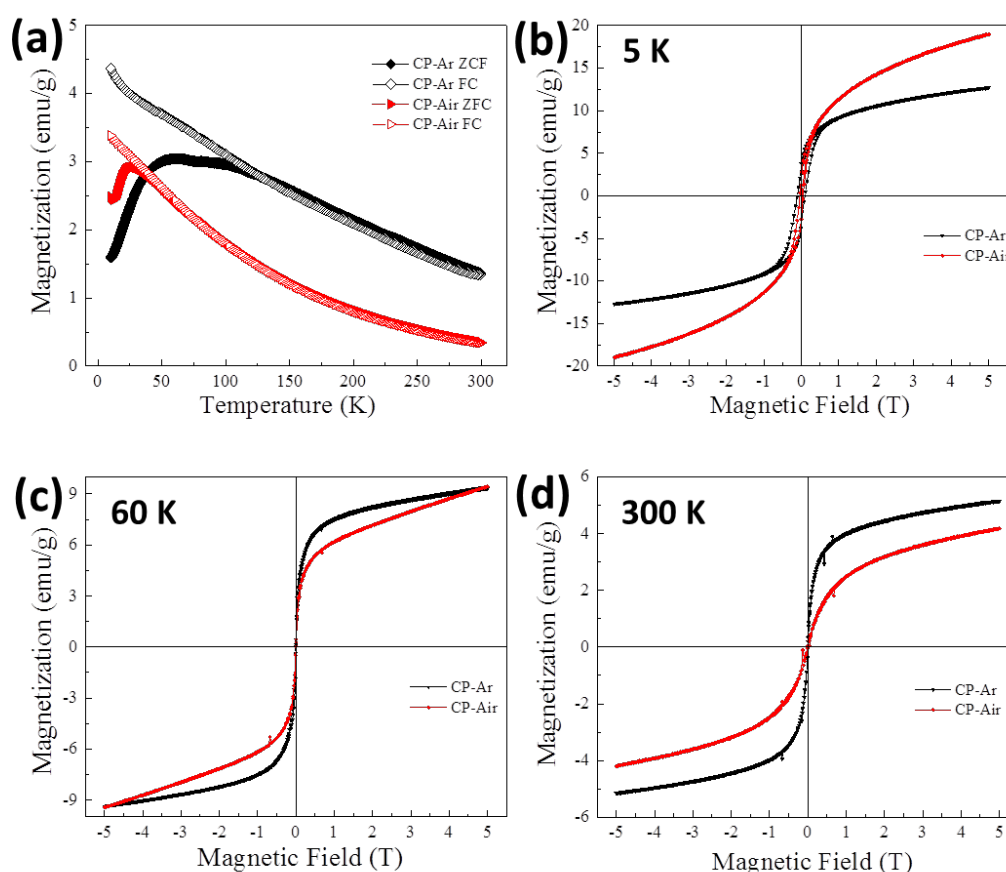 (a)
5
4
3
2
1
0
Magnetization (emu/g)
CP-Ar ZCF
CP-Ar FC
CP-Air ZFC
CP-Air FC
0 50 100 150 200 250 300
Temperature (K)
(b)
5 K
20
15
10
5
0
-5
-10
-15
-20
Magnetization (emu/g)
CP-Ar
CP-Air
-5 -4 -3 -2 -1 0 1 2 3 4 5
Magnetic Field (T)
(c)
60 K
9
6
3
0
-3
-6
-9
Magnetization (emu/g)
CP-Ar
CP-Air
-5 -4 -3 -2 -1 0 1 2 3 4 5
Magnetic Field (T)
(d)
300 K
6
4
2
0
-2
-4
-6
Magnetization (emu/g)
CP-Ar
CP-Air
-5 -4 -3 -2 -1 0 1 2 3 4 5
Magnetic Field (T)